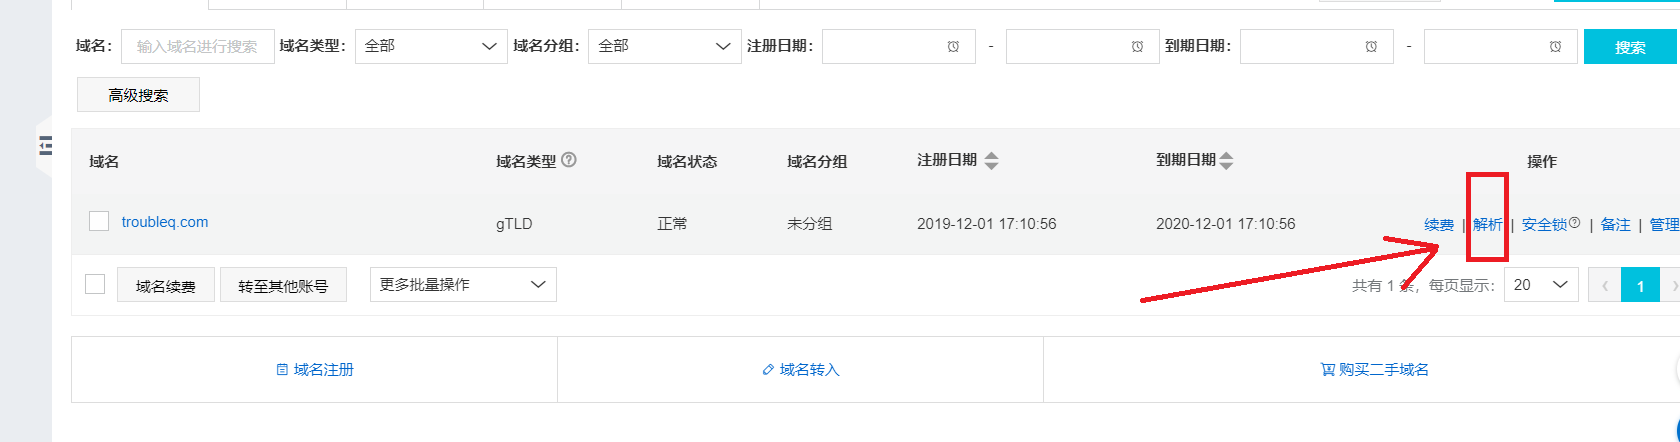 域名： 输入域名进行搜索 域名类型： 全部 域名分组： 全部 注册日期： - 到期日期： - 搜索
高级搜索
域名 域名类型 域名状态 域名分组 注册日期 到期日期 操作
troubleq.com gTLD 正常 未分组 2019-12-01 17:10:56 2020-12-01 17:10:56 续费 | 解析 | 安全锁 | 备注 | 管理
域名续费 转至其他账号 更多批量操作 共有 1 条，每页显示： 20 1
域名注册 域名转入 购买二手域名